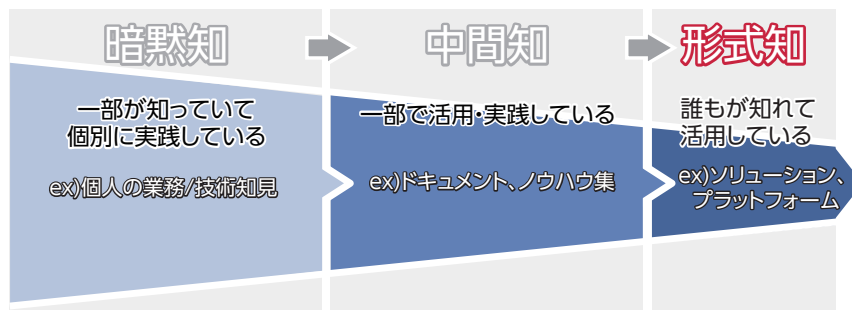 暗黙知
中間知
形式知
一部が知っていて
個別に実践している
ex)個人の業務/技術知見
一部で活用・実践している
ex)ドキュメント、ノウハウ集
誰もが知れて
活用している
ex)ソリューション、
プラットフォーム